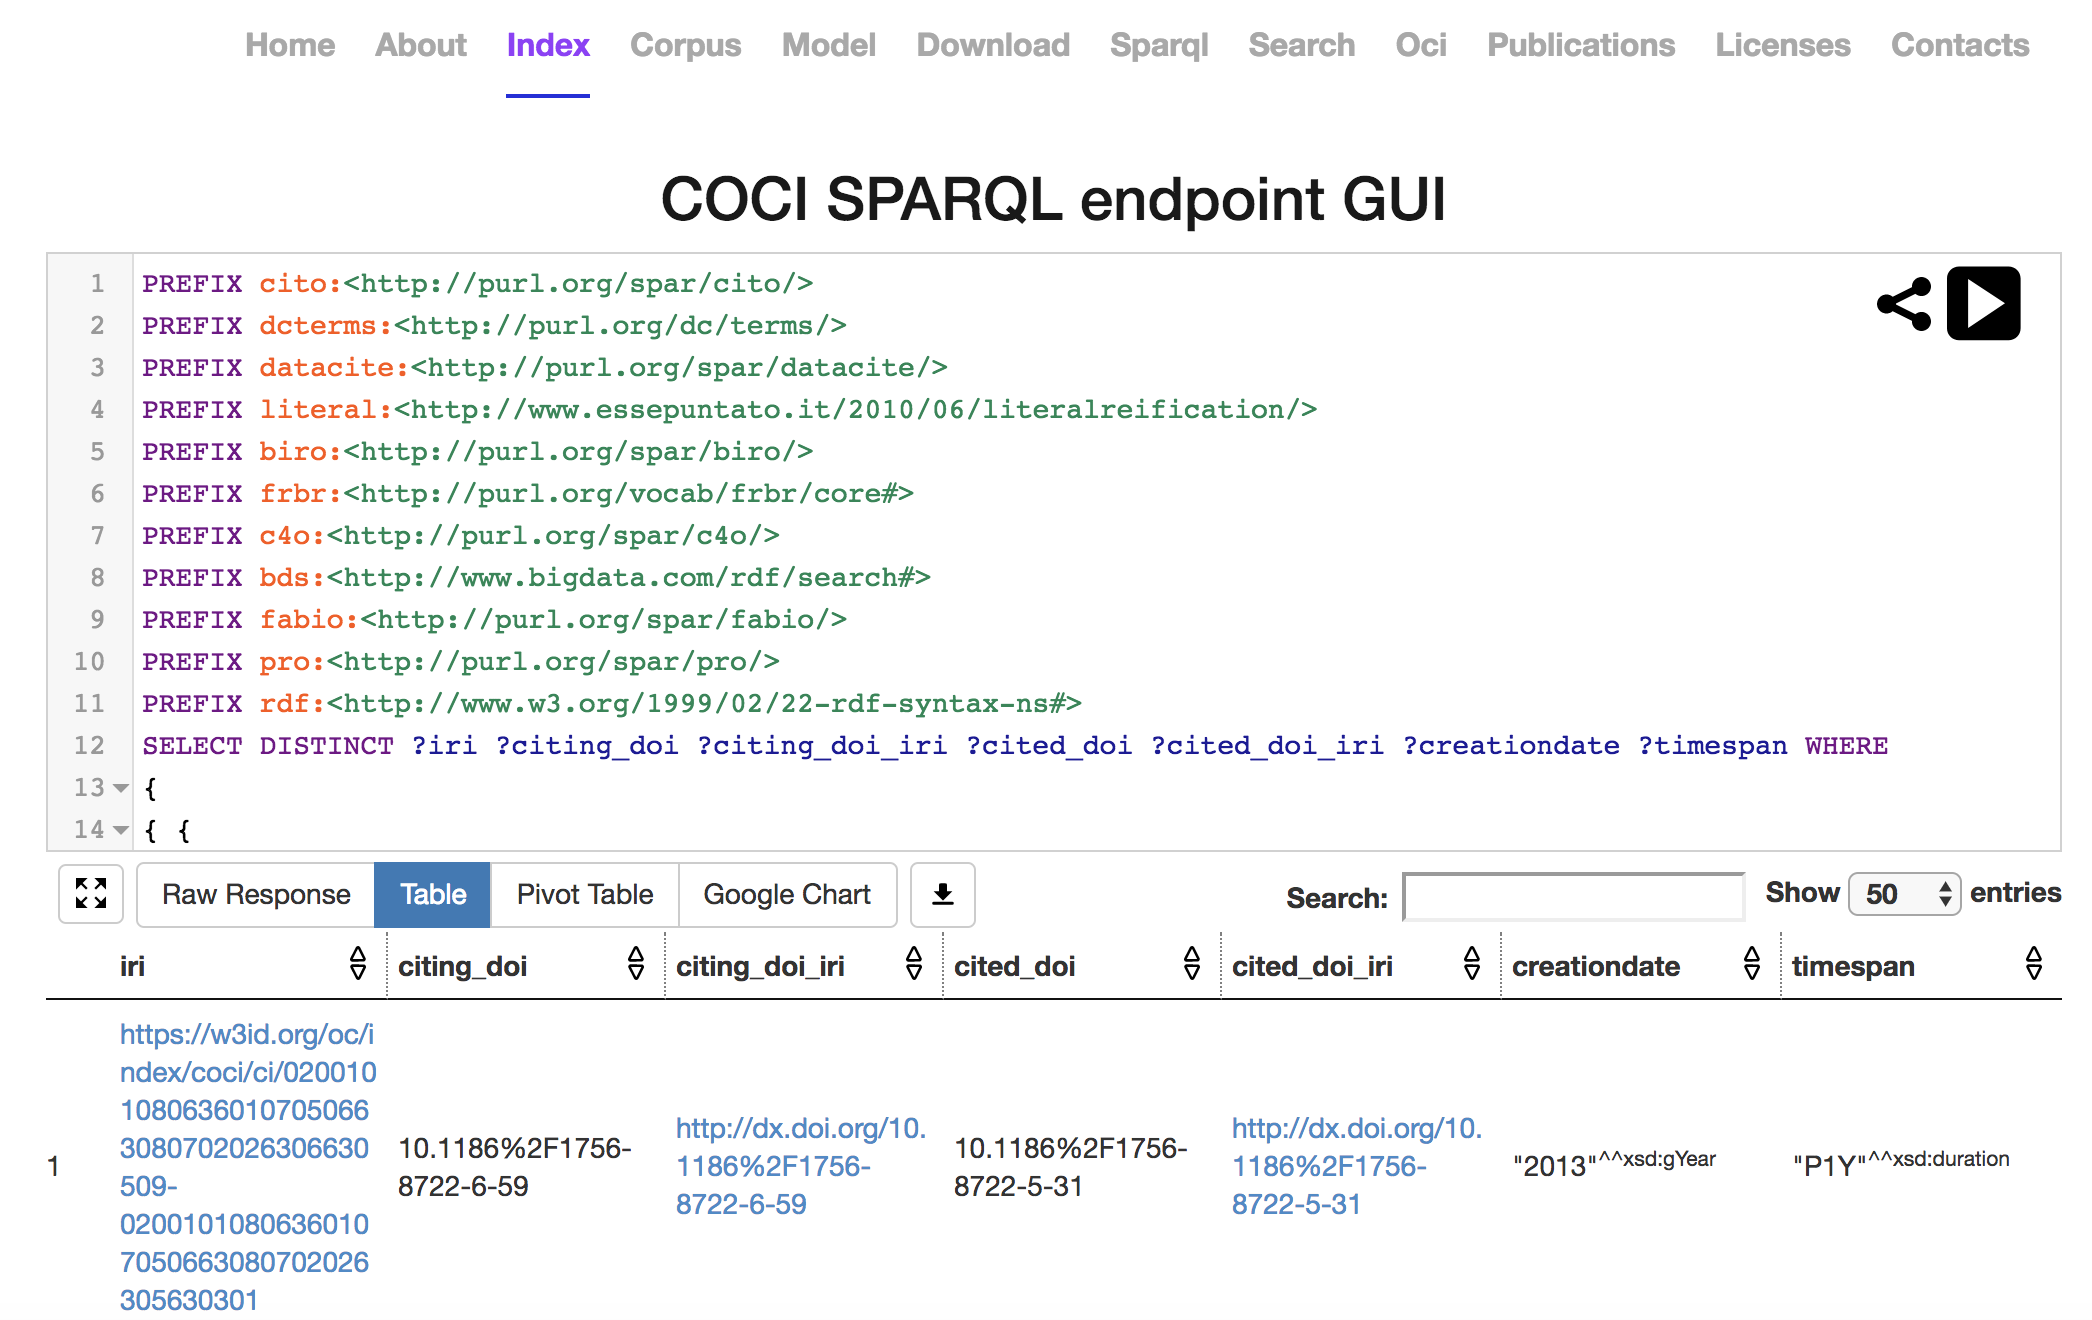 Home About Index Corpus Model Download Sparql Search Oci Publications Licenses Contacts
COCI SPARQL endpoint GUI
1 PREFIX cito:<http://purl.org/spar/cito/>
2 PREFIX dcterms:<http://purl.org/dc/terms/>
3 PREFIX datacite:<http://purl.org/spar/datacite/>
4 PREFIX literal:<http://www.essepuntato.it/2010/06/literalreification/>
5 PREFIX biro:<http://purl.org/spar/biro/>
6 PREFIX frbr:<http://purl.org/vocab/frbr/core#>
7 PREFIX c4o:<http://purl.org/spar/c4o/>
8 PREFIX bds:<http://www.bigdata.com/rdf/search#>
9 PREFIX fabio:<http://purl.org/spar/fabio/>
10 PREFIX pro:<http://purl.org/spar/pro/>
11 PREFIX rdf:<http://www.w3.org/1999/02/22-rdf-syntax-ns#>
12 SELECT DISTINCT ?iri ?citing_doi ?citing_doi_iri ?cited_doi ?cited_doi_iri ?creationdate ?timespan WHERE
13 {
14 { {
Raw Response Table Pivot Table Google Chart Search: Show 50 entries
iri citing_doi citing_doi_iri cited_doi cited_doi_iri creationdate timespan
1
https://w3id.org/oc/i
ndex/coci/ci/020010
1080636010705066
3080702026306630
509-
0200101080636010
7050663080702026
305630301
10.1186%2F1756-
8722-6-59
http://dx.doi.org/10.
1186%2F1756-
8722-6-59
10.1186%2F1756-
8722-5-31
http://dx.doi.org/10.
1186%2F1756-
8722-5-31
"2013"^^xsd:gYear
"P1Y"^^xsd:duration